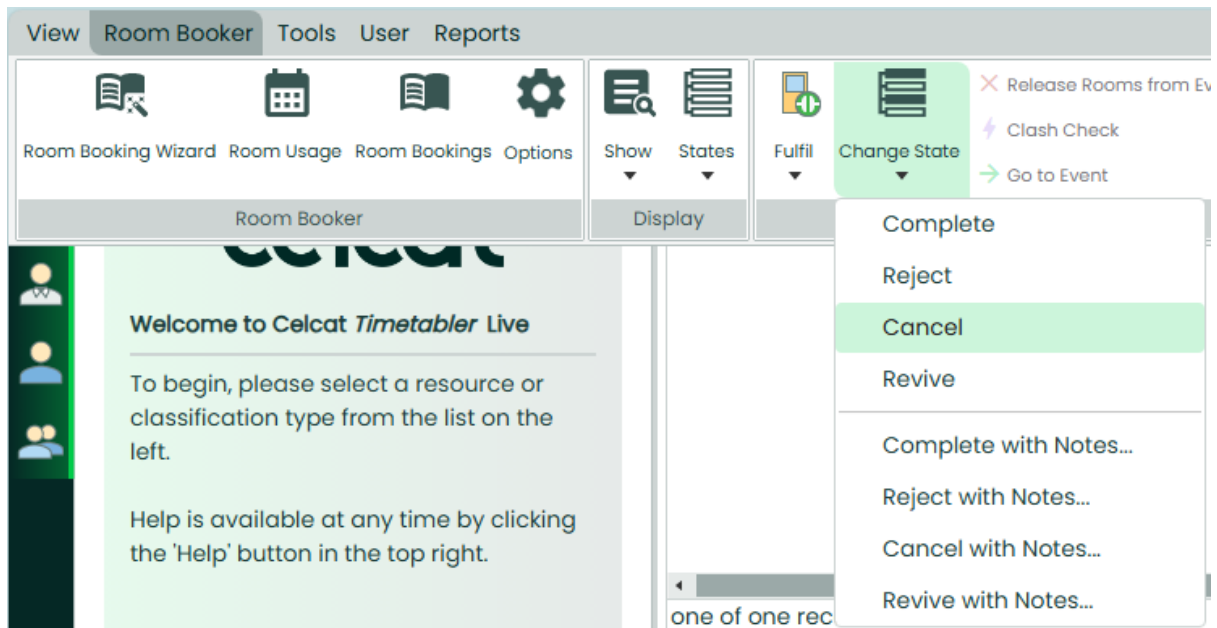 View Room Booker Tools User Reports
Room Booking Wizard Room Usage Room Bookings Options Show States Fulfil Change State
Release Rooms from Ev
Clash Check
Go to Event
Room Booker Display
Complete
Reject
Cancel
Revive
Complete with Notes...
Reject with Notes...
Cancel with Notes...
Revive with Notes...
celcat
Welcome to Celcat Timetabler Live
To begin, please select a resource or
classification type from the list on the
left.
Help is available at any time by clicking
the 'Help' button in the top right.
one of one rec